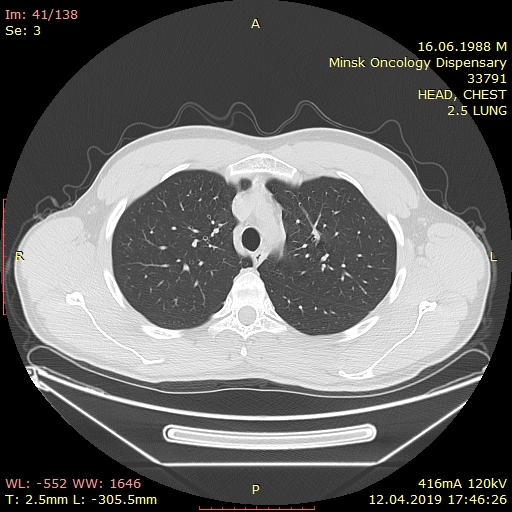 Im: 41/138
Se: 3
A
16.06.1988 M
Minsk Oncology Dispensary
33791
HEAD, CHEST
2.5 LUNG
R
L
WL: -552 WW: 1646
T: 2.5mm L: -305.5mm
P
416mA 120kV
12.04.2019 17:46:26